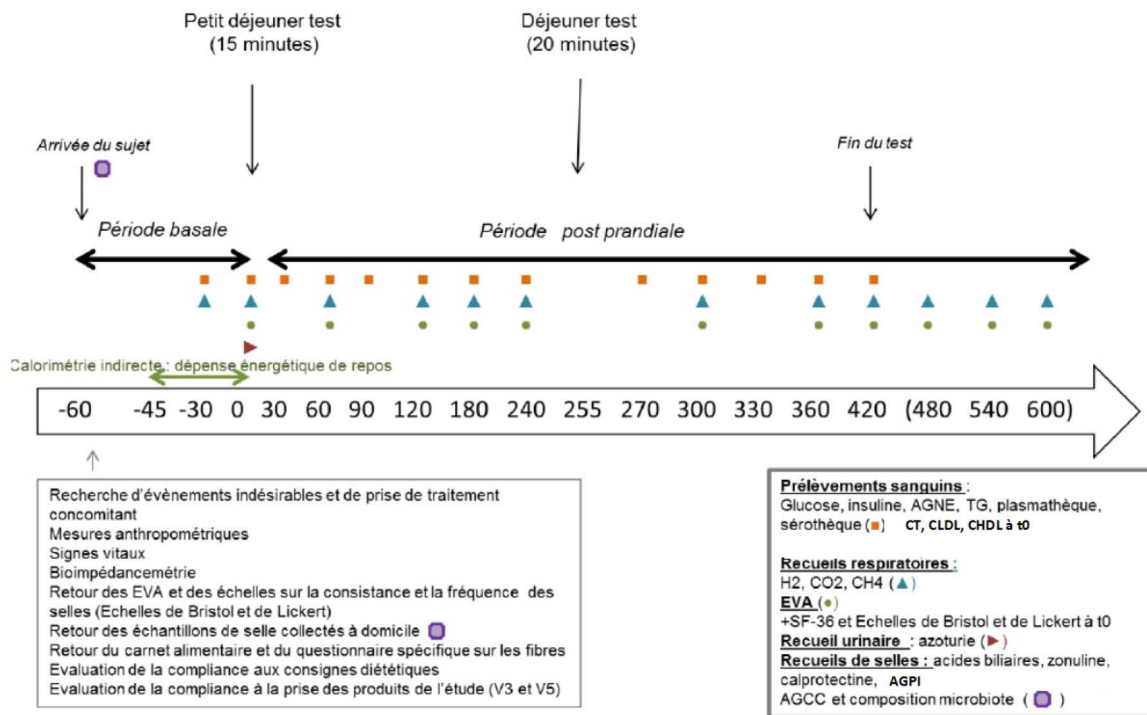 Petit déjeuner test
(15 minutes)
Déjeuner test
(20 minutes)
Arrivée du sujet
Fin du test
Période basale
Période post prandiale
Calorimétrie indirecte : dépense énergétique de repos
-60 -45 -30 0 30 60 90 120 180 240 255 270 300 330 360 420 (480 540 600)
Recherche d'évènements indésirables et de prise de traitement
concomitant
Mesures anthropométriques
Signes vitaux
Bioimpédancemétrie
Retour des EVA et des échelles sur la consistance et la fréquence des
selles (Echelles de Bristol et de Lickert)
Retour des échantillons de selle collectés à domicile
Retour du carnet alimentaire et du questionnaire spécifique sur les fibres
Evaluation de la compliance aux consignes diététiques
Evaluation de la compliance à la prise des produits de l'étude (V3 et V5)
Prélèvements sanguins :
Glucose, insuline, AGNE, TG, plasmathèque,
sérothèque (■) CT, CLDL, CHDL à t0
Recueils respiratoires :
H2, CO2, CH4 (▲)
EVA (●)
+SF-36 et Echelles de Bristol et de Lickert à t0
Recueil urinaire : azoturie (►)
Recueils de selles : acides biliaires, zonuline,
calprotectine, AGPI
AGCC et composition microbiote ( )